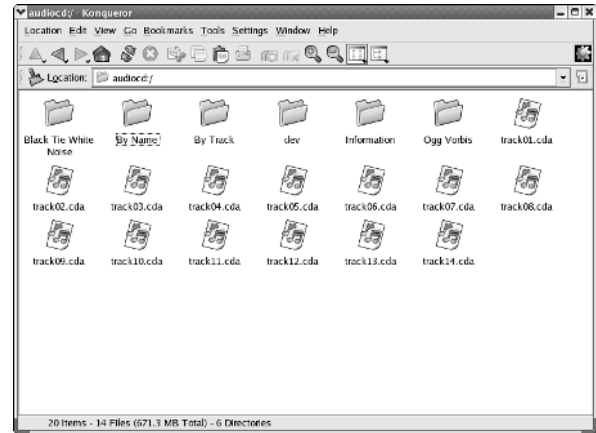 audiocd:/ Konqueror
Location Edit View Go Bookmarks Tools Settings Window Help
Location: audiocd:/
Black Tie White Noise
By Name
By Track
dev
Information
Ogg Vorbis
track01.cda
track02.cda
track03.cda
track04.cda
track05.cda
track06.cda
track07.cda
track08.cda
track09.cda
track10.cda
track11.cda
track12.cda
track13.cda
track14.cda
20 Items - 14 Files (671.3 MB Total) - 6 Directories